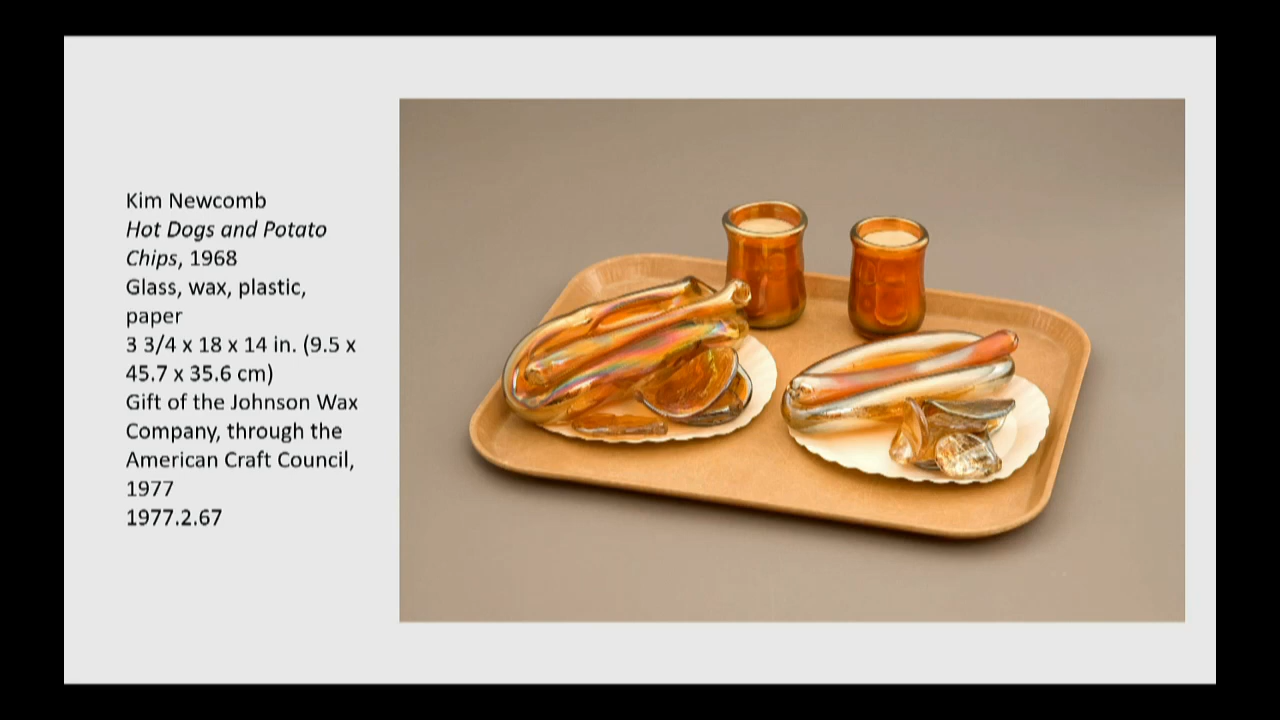 Kim Newcomb
Hot Dogs and Potato
Chips, 1968
Glass, wax, plastic,
paper
3 3/4 x 18 x 14 in. (9.5 x
45.7 x 35.6 cm)
Gift of the Johnson Wax
Company, through the
American Craft Council,
1977
1977.2.67